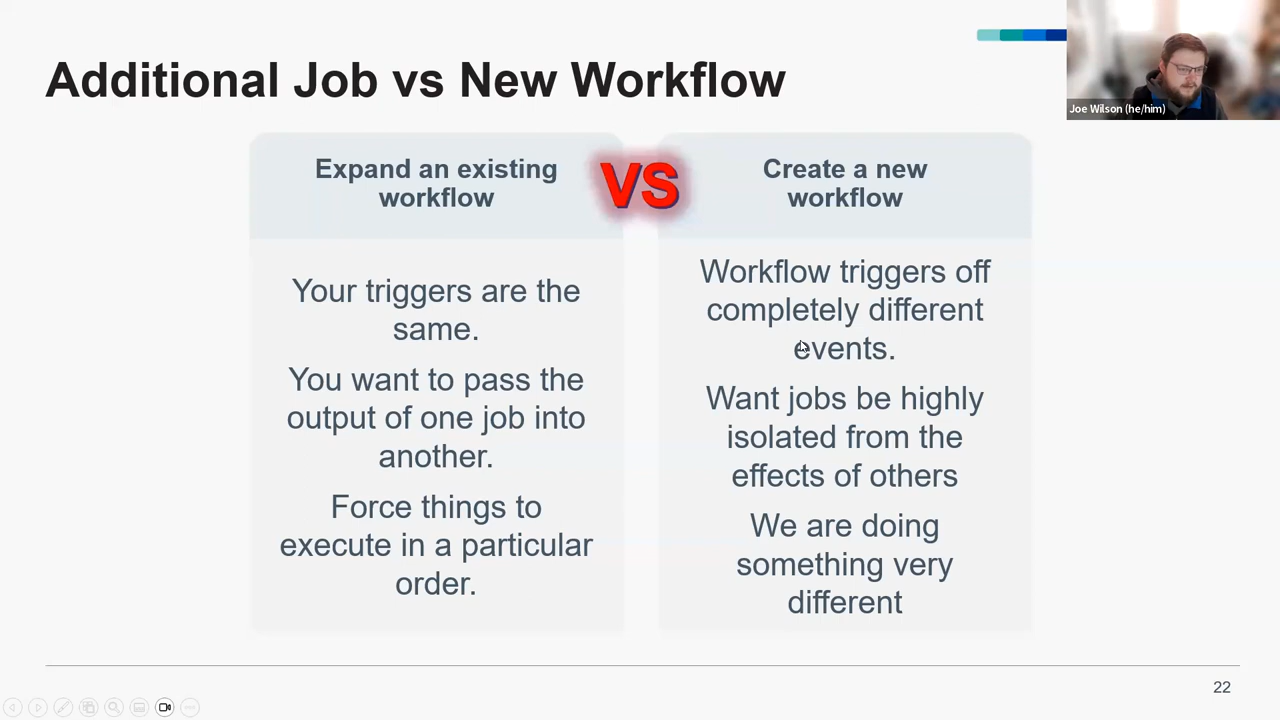 Additional Job vs New Workflow
Joe Wilson (he/him)
Expand an existing
workflow
VS
Create a new
workflow
Your triggers are the
same.
You want to pass the
output of one job into
another.
Force things to
execute in a particular
order.
Workflow triggers off
completely different
events.
Want jobs be highly
isolated from the
effects of others
We are doing
something very
different
22